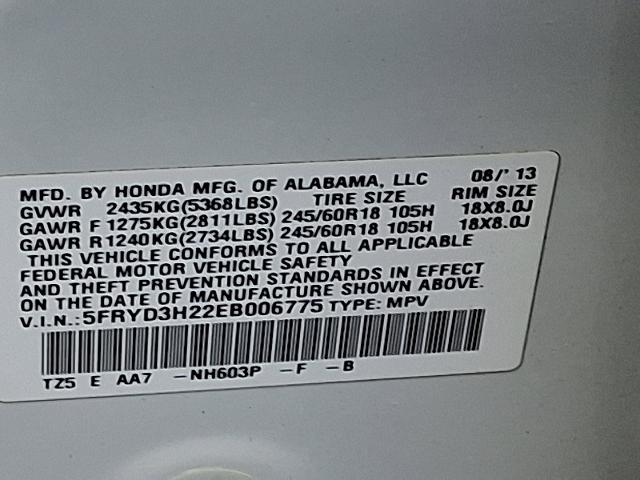 MFD. BY HONDA MFG. OF ALABAMA, LLC 08/'13
GVWR 2435KG(5368LBS) TIRE SIZE RIM SIZE
GAWR F 1275KG(2811LBS) 245/60R18 105H 18X8.0J
GAWR R 1240KG(2734LBS) 245/60R18 105H 18X8.0J
THIS VEHICLE CONFORMS TO ALL APPLICABLE
FEDERAL MOTOR VEHICLE SAFETY
AND THEFT PREVENTION STANDARDS IN EFFECT
ON THE DATE OF MANUFACTURE SHOWN ABOVE.
V.I.N.:5FRYD3H22EB006775 TYPE: MPV
TZ5 E AA7 -NH603P -F -B